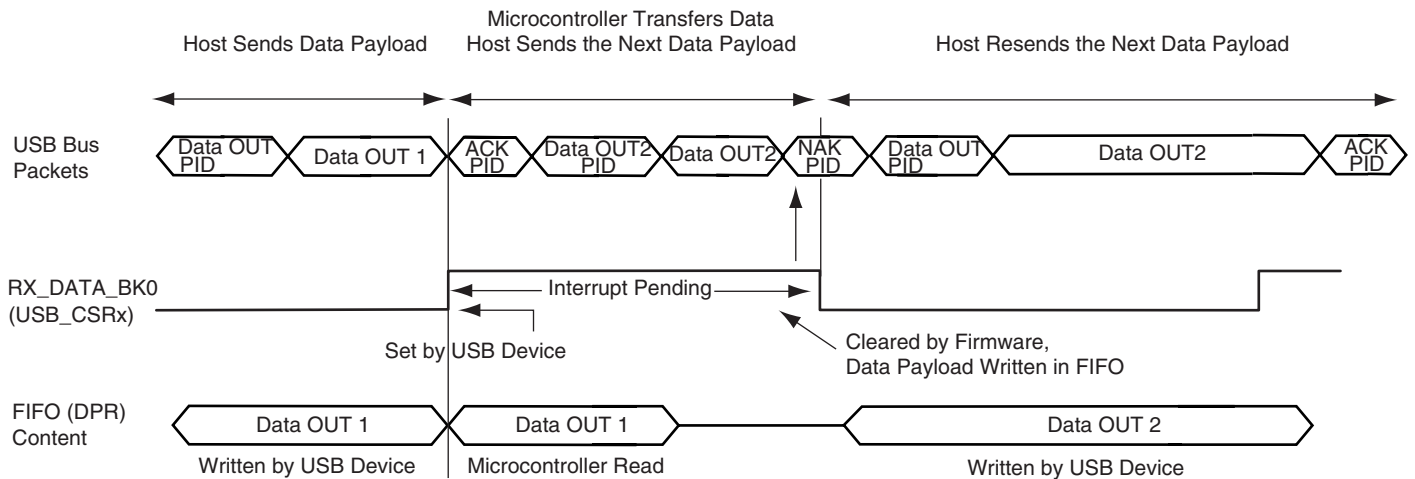 Microcontroller Transfers Data
Host Sends Data Payload
Host Sends the Next Data Payload
Host Resends the Next Data Payload
USB Bus
Packets
Data OUT
PID
Data OUT 1
ACK
PID
Data OUT2
PID
Data OUT2
NAK
PID
Data OUT
PID
Data OUT2
ACK
PID
RX_DATA_BK0
(USB_CSRx)
Interrupt Pending
Set by USB Device
Cleared by Firmware,
Data Payload Written in FIFO
FIFO (DPR)
Content
Data OUT 1
Data OUT 1
Data OUT 2
Written by USB Device
Microcontroller Read
Written by USB Device